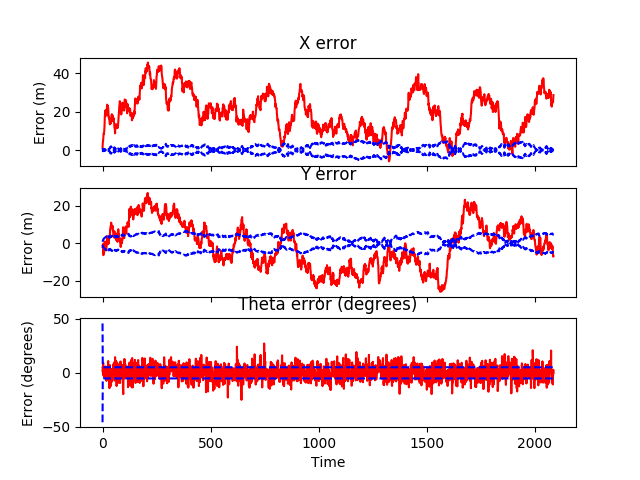 X error
Error (m)
40
20
0
Y error
Error (m)
20
0
−20
Theta error (degrees)
Error (degrees)
50
0
−50
0
500
1000
1500
2000
Time